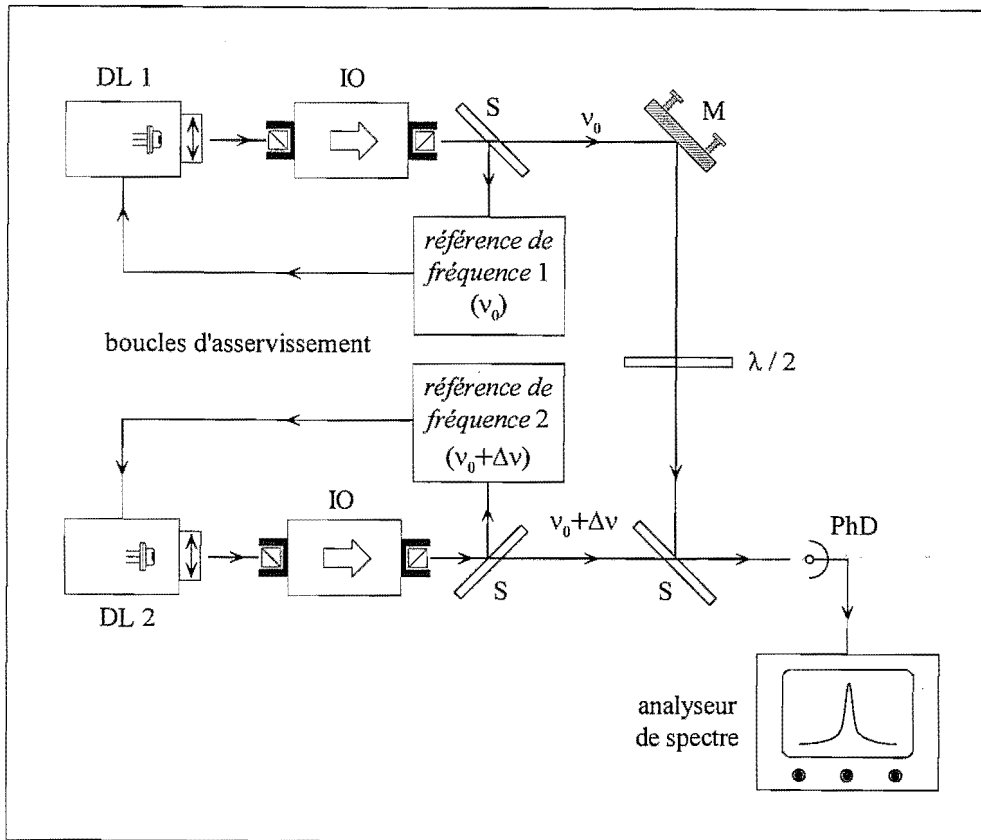 DL 1
IO
S
ν₀
M
référence de
fréquence 1
(ν₀)
boucles d'asservissement
λ / 2
référence de
fréquence 2
(ν₀+Δν)
IO
ν₀+Δν
PhD
DL 2
S
S
analyseur
de spectre